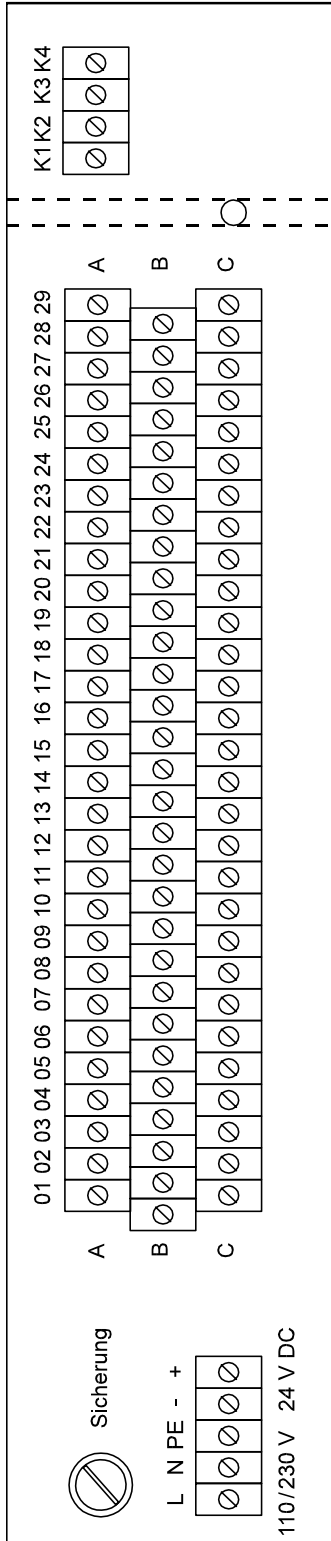 Sicherung
L N PE - +
110/230 V 24 V DC
01 02 03 04 05 06 07 08 09 10 11 12 13 14 15 16 17 18 19 20 21 22 23 24 25 26 27 28 29
A A
B B
C C
K1 K2 K3 K4